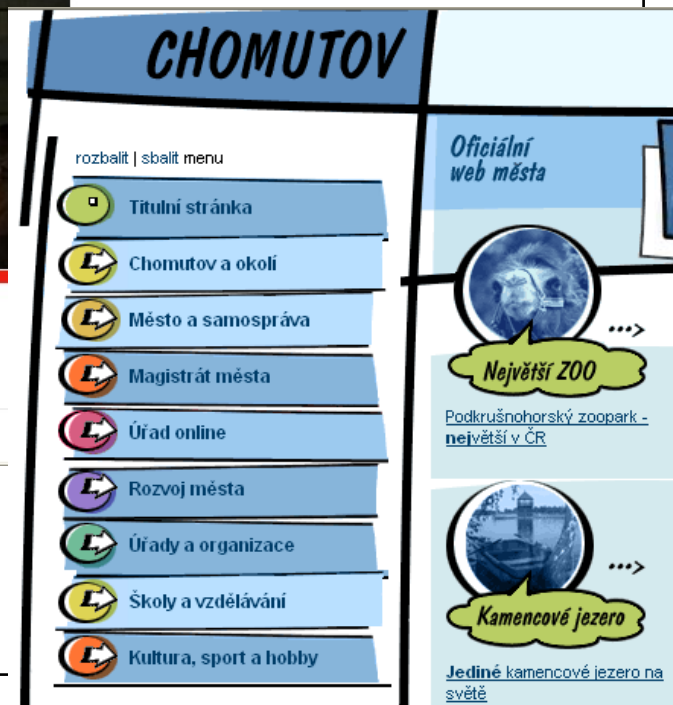 CHOMUTOV
rozbalit | sbalit menu
Titulní stránka
Chomutov a okolí
Město a samospráva
Magistrát města
Úřad online
Rozvoj města
Úřady a organizace
Školy a vzdělávání
Kultura, sport a hobby
Oficiální
web města
...>
Největší ZOO
Podkrušnohorský zoopark -
největší v ČR
...>
Kamencové jezero
Jediné kamencové jezero na
světě